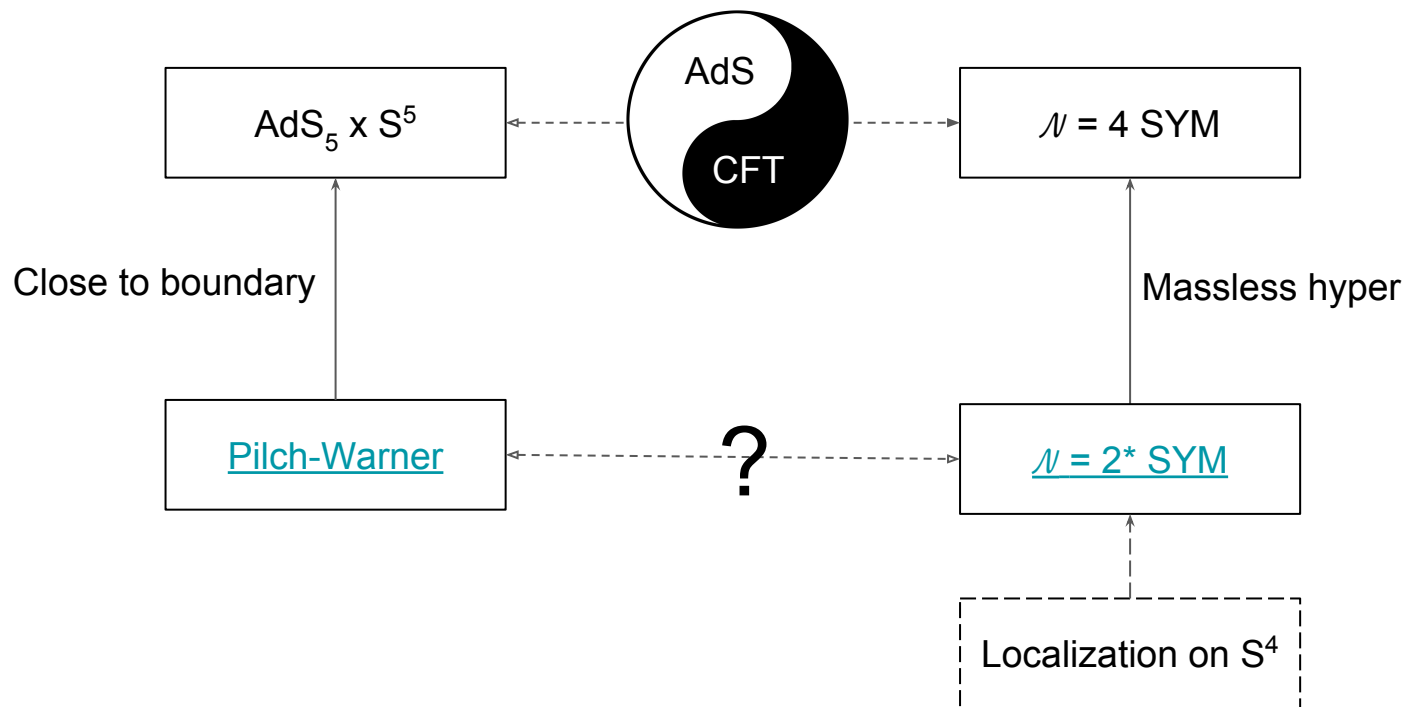 AdS
AdS₅ x S⁵
𝒩 = 4 SYM
CFT
Close to boundary
Massless hyper
Pilch-Warner
?
𝒩 = 2* SYM
Localization on S⁴